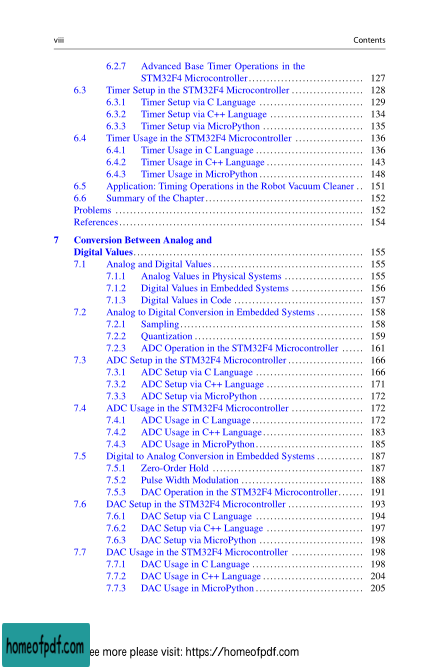 viii Contents
6.2.7 Advanced Base Timer Operations in the
STM32F4 Microcontroller 127
6.3 Timer Setup in the STM32F4 Microcontroller 128
6.3.1 Timer Setup via C Language 129
6.3.2 Timer Setup via C++ Language 134
6.3.3 Timer Setup via MicroPython 135
6.4 Timer Usage in the STM32F4 Microcontroller 136
6.4.1 Timer Usage in C Language 136
6.4.2 Timer Usage in C++ Language 143
6.4.3 Timer Usage in MicroPython 148
6.5 Application: Timing Operations in the Robot Vacuum Cleaner 151
6.6 Summary of the Chapter 152
Problems 152
References 154
7 Conversion Between Analog and
Digital Values 155
7.1 Analog and Digital Values 155
7.1.1 Analog Values in Physical Systems 155
7.1.2 Digital Values in Embedded Systems 156
7.1.3 Digital Values in Code 157
7.2 Analog to Digital Conversion in Embedded Systems 158
7.2.1 Sampling 158
7.2.2 Quantization 159
7.2.3 ADC Operation in the STM32F4 Microcontroller 161
7.3 ADC Setup in the STM32F4 Microcontroller 166
7.3.1 ADC Setup via C Language 166
7.3.2 ADC Setup via C++ Language 171
7.3.3 ADC Setup via MicroPython 172
7.4 ADC Usage in the STM32F4 Microcontroller 172
7.4.1 ADC Usage in C Language 172
7.4.2 ADC Usage in C++ Language 183
7.4.3 ADC Usage in MicroPython 185
7.5 Digital to Analog Conversion in Embedded Systems 187
7.5.1 Zero-Order Hold 187
7.5.2 Pulse Width Modulation 188
7.5.3 DAC Operation in the STM32F4 Microcontroller 191
7.6 DAC Setup in the STM32F4 Microcontroller 193
7.6.1 DAC Setup via C Language 194
7.6.2 DAC Setup via C++ Language 197
7.6.3 DAC Setup via MicroPython 198
7.7 DAC Usage in the STM32F4 Microcontroller 198
7.7.1 DAC Usage in C Language 198
7.7.2 DAC Usage in C++ Language 204
7.7.3 DAC Usage in MicroPython 205
homeofpdf.com ee more please visit: https://homeofpdf.com